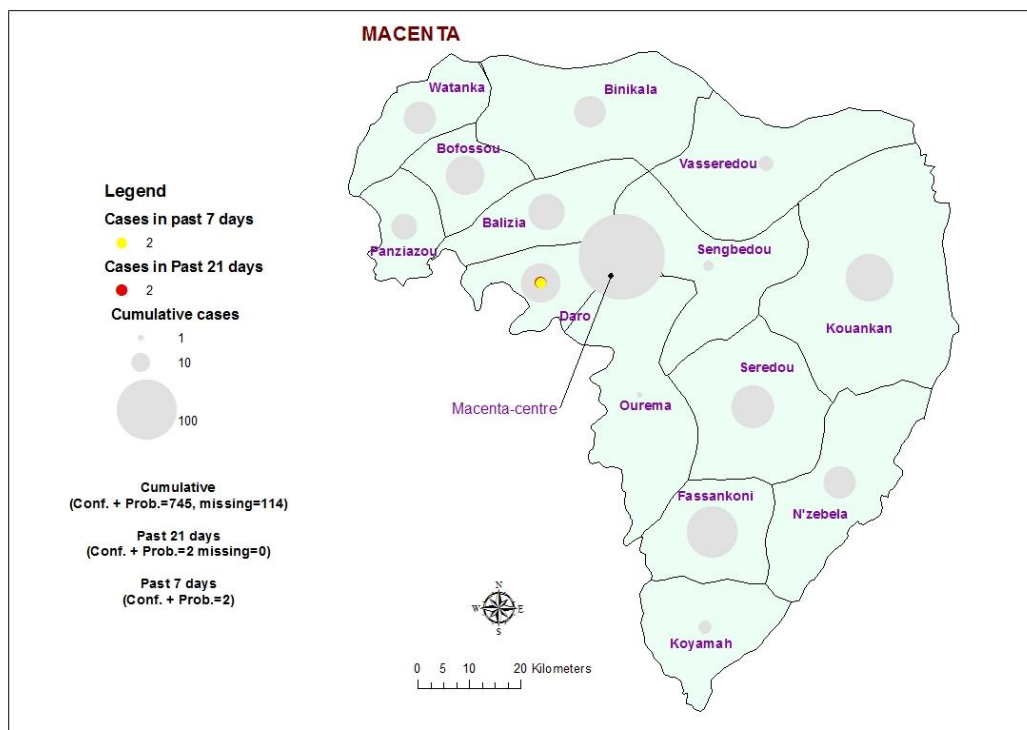 MACENTA
Watanka
Binikala
Bofossou
Vasseredou
Balizia
Panziazou
Sengbedou
Daro
Kouankan
Seredou
Macenta-centre
Ourema
Fassankoni
N'zebela
Koyamah
Legend
Cases in past 7 days
2
Cases in Past 21 days
2
Cumulative cases
1
10
100
Cumulative
(Conf. + Prob.=745, missing=114)
Past 21 days
(Conf. + Prob.=2 missing=0)
Past 7 days
(Conf. + Prob.=2)
N
W E
S
0 5 10 20 Kilometers